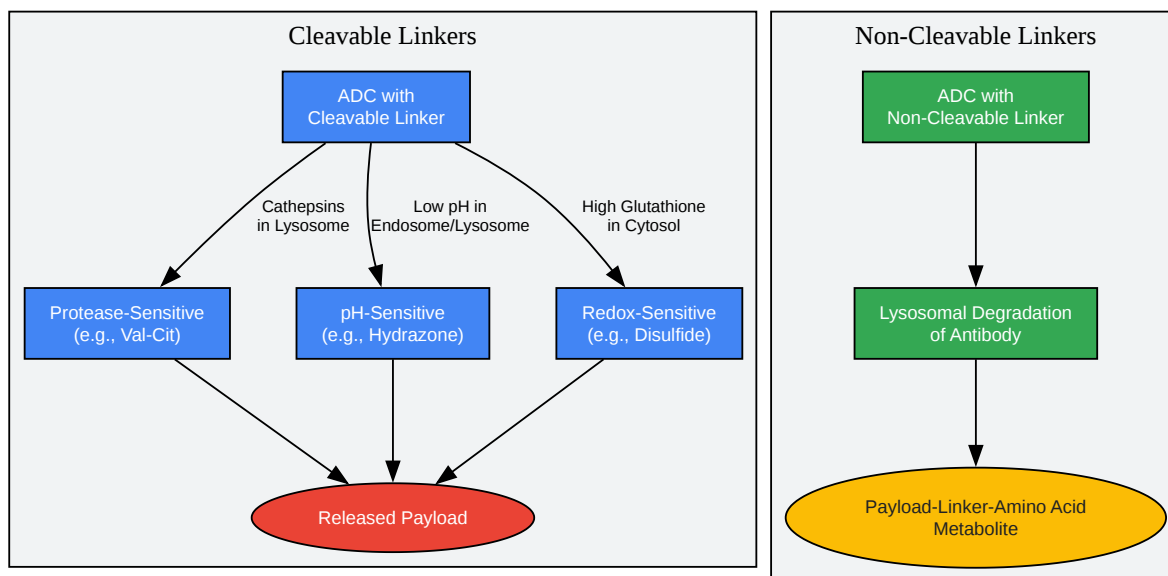 Cleavable Linkers
ADC with
Cleavable Linker
Cathepsins
in Lysosome
Low pH in
Endosome/Lysosome
High Glutathione
in Cytosol
Protease-Sensitive
(e.g., Val-Cit)
pH-Sensitive
(e.g., Hydrazone)
Redox-Sensitive
(e.g., Disulfide)
Released Payload
Non-Cleavable Linkers
ADC with
Non-Cleavable Linker
Lysosomal Degradation
of Antibody
Payload-Linker-Amino Acid
Metabolite